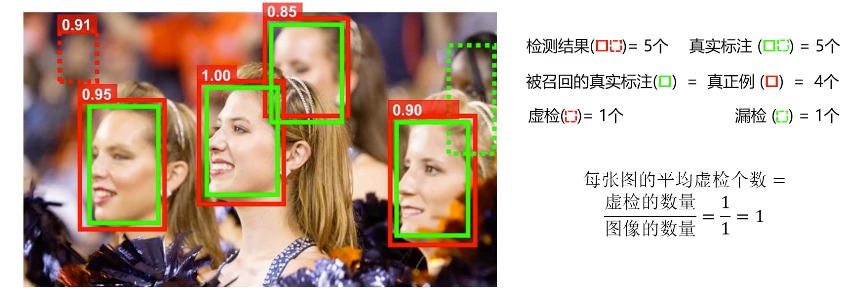 0.91
0.85
0.95
1.00
0.90
检测结果(□□)= 5个 真实标注 (□□) = 5个
被召回的真实标注(□) = 真正例 (□) = 4个
虚检(□)= 1个 漏检 (□) = 1个
每张图的平均虚检个数 =
虚检的数量/图像的数量 = 1/1 = 1